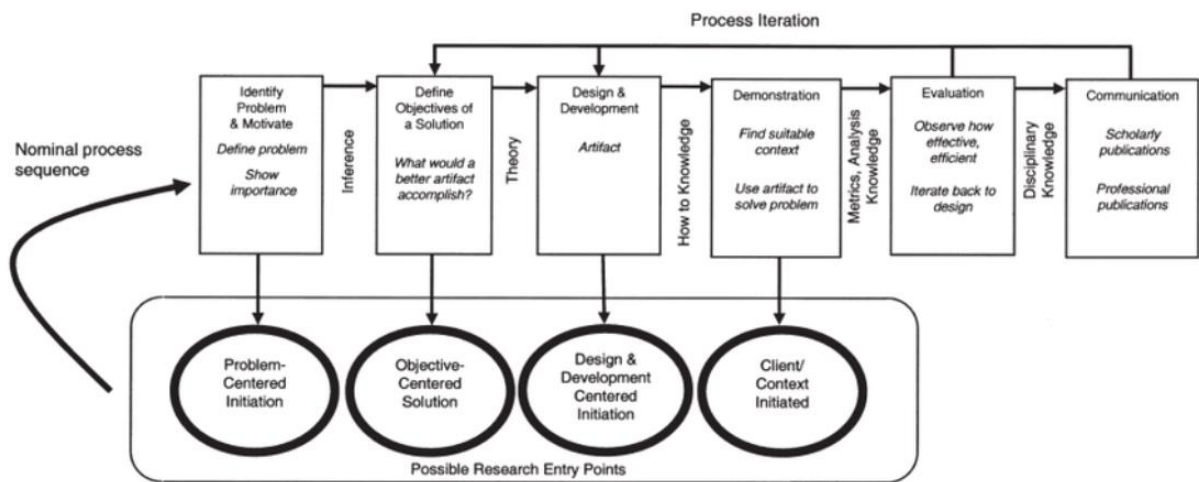 Process Iteration
Nominal process
sequence
Identify
Problem
& Motivate
Define problem
Show
importance
Inference
Define
Objectives of
a Solution
What would a
better artifact
accomplish?
Theory
Design &
Development
Artifact
How to Knowledge
Demonstration
Find suitable
context
Use artifact to
solve problem
Metrics, Analysis
Knowledge
Evaluation
Observe how
effective,
efficient
Iterate back to
design
Disciplinary
Knowledge
Communication
Scholarly
publications
Professional
publications
Problem-
Centered
Initiation
Objective-
Centered
Solution
Design &
Development
Centered
Initiation
Client/
Context
Initiated
Possible Research Entry Points